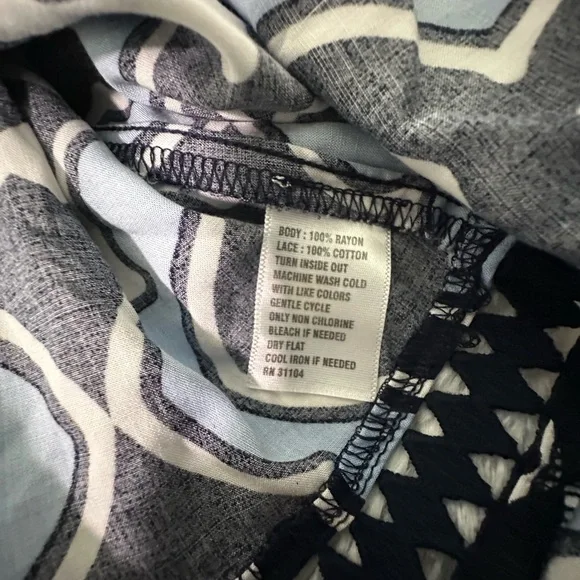 BODY : 100% RAYON
LACE : 100% COTTON
TURN INSIDE OUT
MACHINE WASH COLD
WITH LIKE COLORS
GENTLE CYCLE
ONLY NON CHLORINE
BLEACH IF NEEDED
DRY FLAT
COOL IRON IF NEEDED
RN 31104